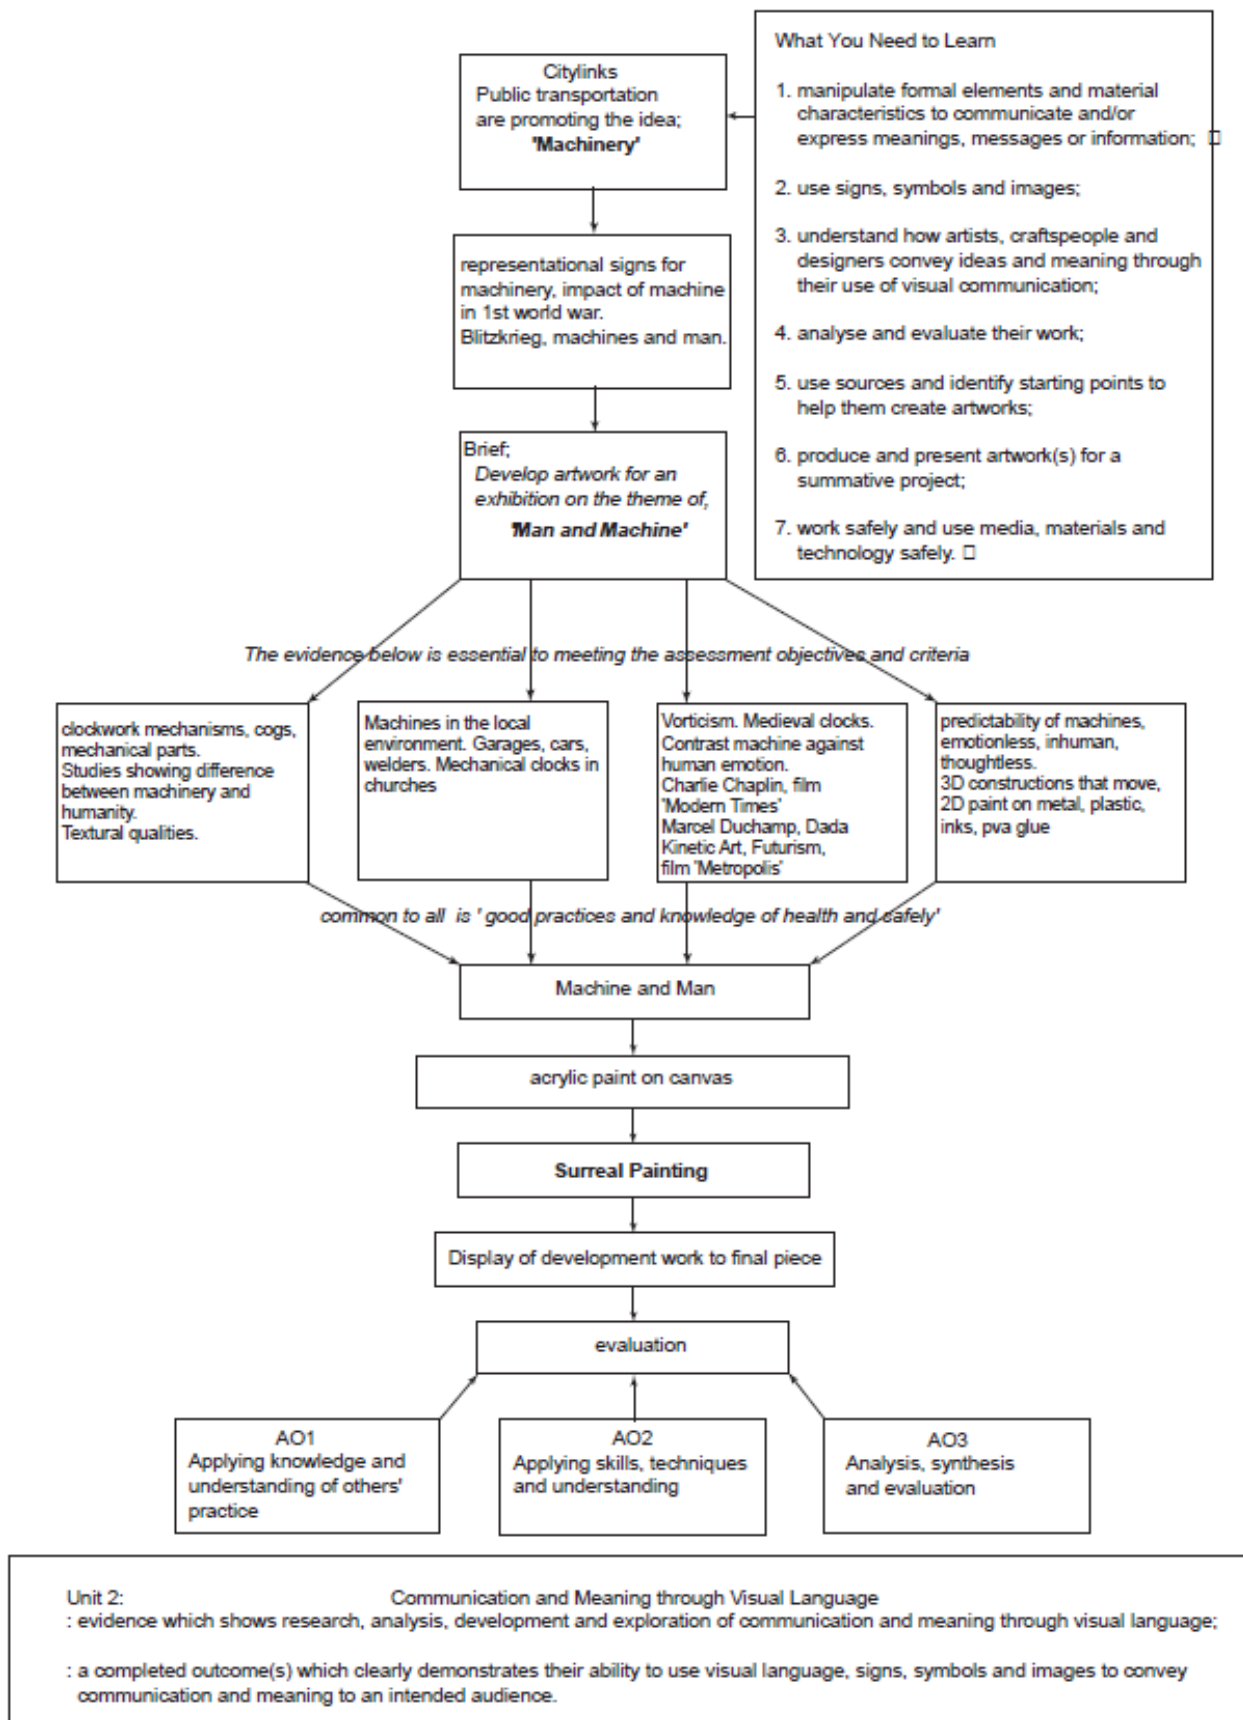 Citylinks
Public transportation
are promoting the idea;
'Machinery'
What You Need to Learn
1. manipulate formal elements and material
characteristics to communicate and/or
express meanings, messages or information; □
2. use signs, symbols and images;
3. understand how artists, craftspeople and
designers convey ideas and meaning through
their use of visual communication;
4. analyse and evaluate their work;
5. use sources and identify starting points to
help them create artworks;
6. produce and present artwork(s) for a
summative project;
7. work safely and use media, materials and
technology safely. □
representational signs for
machinery, impact of machine
in 1st world war.
Blitzkrieg, machines and man.
Brief;
Develop artwork for an
exhibition on the theme of,
'Man and Machine'
The evidence below is essential to meeting the assessment objectives and criteria
clockwork mechanisms, cogs,
mechanical parts.
Studies showing difference
between machinery and
humanity.
Textural qualities.
Machines in the local
environment. Garages, cars,
welders. Mechanical clocks in
churches
Vorticism. Medieval clocks.
Contrast machine against
human emotion.
Charlie Chaplin, film
'Modern Times'
Marcel Duchamp, Dada
Kinetic Art, Futurism,
film 'Metropolis'
predictability of machines,
emotionless, inhuman,
thoughtless.
3D constructions that move,
2D paint on metal, plastic,
inks, pva glue
common to all is ' good practices and knowledge of health and safely'
Machine and Man
acrylic paint on canvas
Surreal Painting
Display of development work to final piece
evaluation
AO1
Applying knowledge and
understanding of others'
practice
AO2
Applying skills, techniques
and understanding
AO3
Analysis, synthesis
and evaluation
Unit 2: Communication and Meaning through Visual Language
: evidence which shows research, analysis, development and exploration of communication and meaning through visual language;
: a completed outcome(s) which clearly demonstrates their ability to use visual language, signs, symbols and images to convey
communication and meaning to an intended audience.